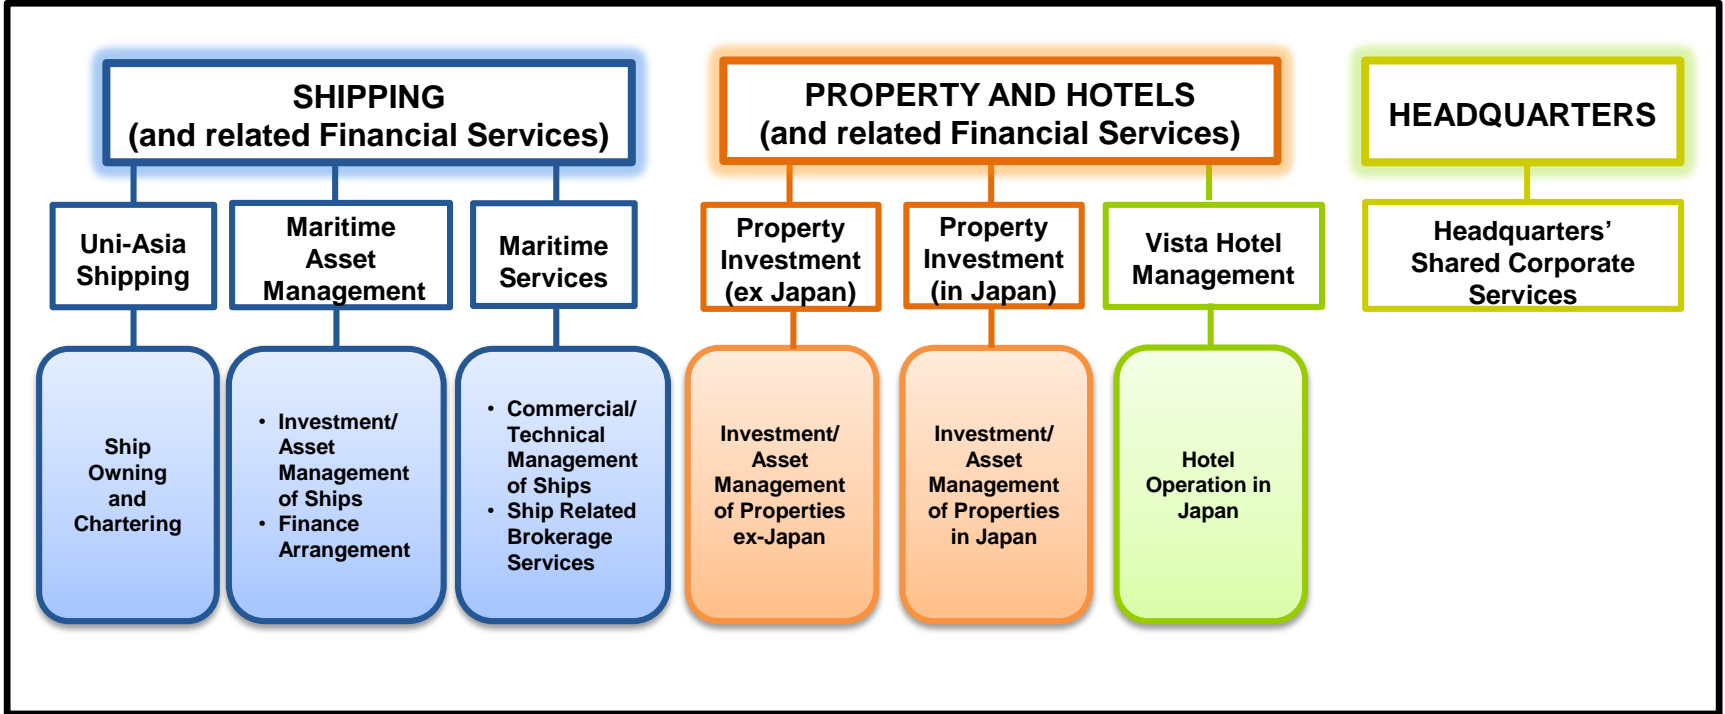 SHIPPING
(and related Financial Services)
PROPERTY AND HOTELS
(and related Financial Services)
HEADQUARTERS
Uni-Asia
Shipping
Maritime
Asset
Management
Maritime
Services
Property
Investment
(ex Japan)
Property
Investment
(in Japan)
Vista Hotel
Management
Headquarters’
Shared Corporate
Services
Ship
Owning
and
Chartering
• Investment/
Asset
Management
of Ships
• Finance
Arrangement
• Commercial/
Technical
Management
of Ships
• Ship Related
Brokerage
Services
Investment/
Asset
Management
of Properties
ex-Japan
Investment/
Asset
Management
of Properties
in Japan
Hotel
Operation in
Japan